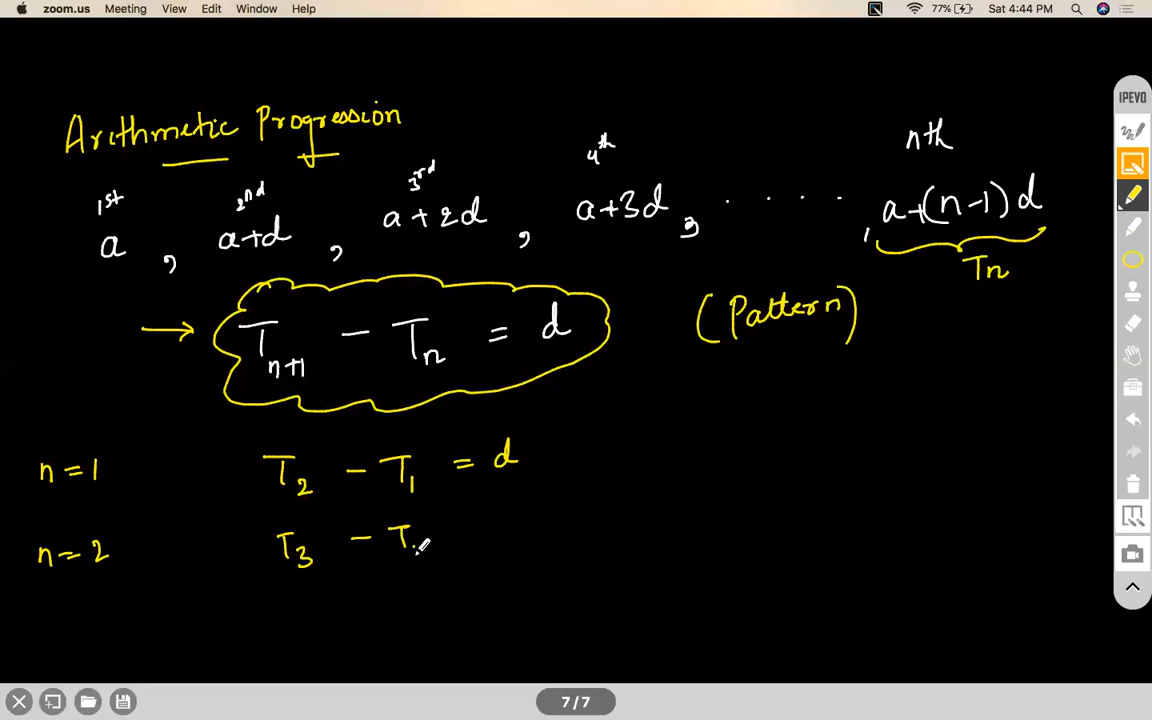 zoom.us Meeting View Edit Window Help 77% Sat 4:44 PM
IPEVO
Arithmetic Progression
1st 2nd 3rd 4th nth
a , a+d , a+2d , a+3d , . . . . , a+(n-1)d
Tn
→ Tn+1 - Tn = d (Pattern)
n=1 T2 - T1 = d
n=2 T3 - T
7/7